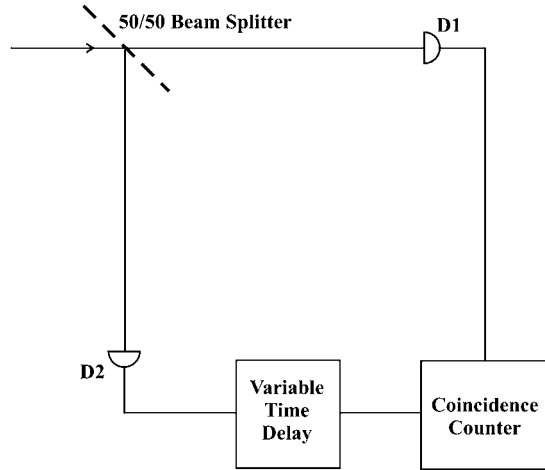 50/50 Beam Splitter
D1
D2
Variable
Time
Delay
Coincidence
Counter